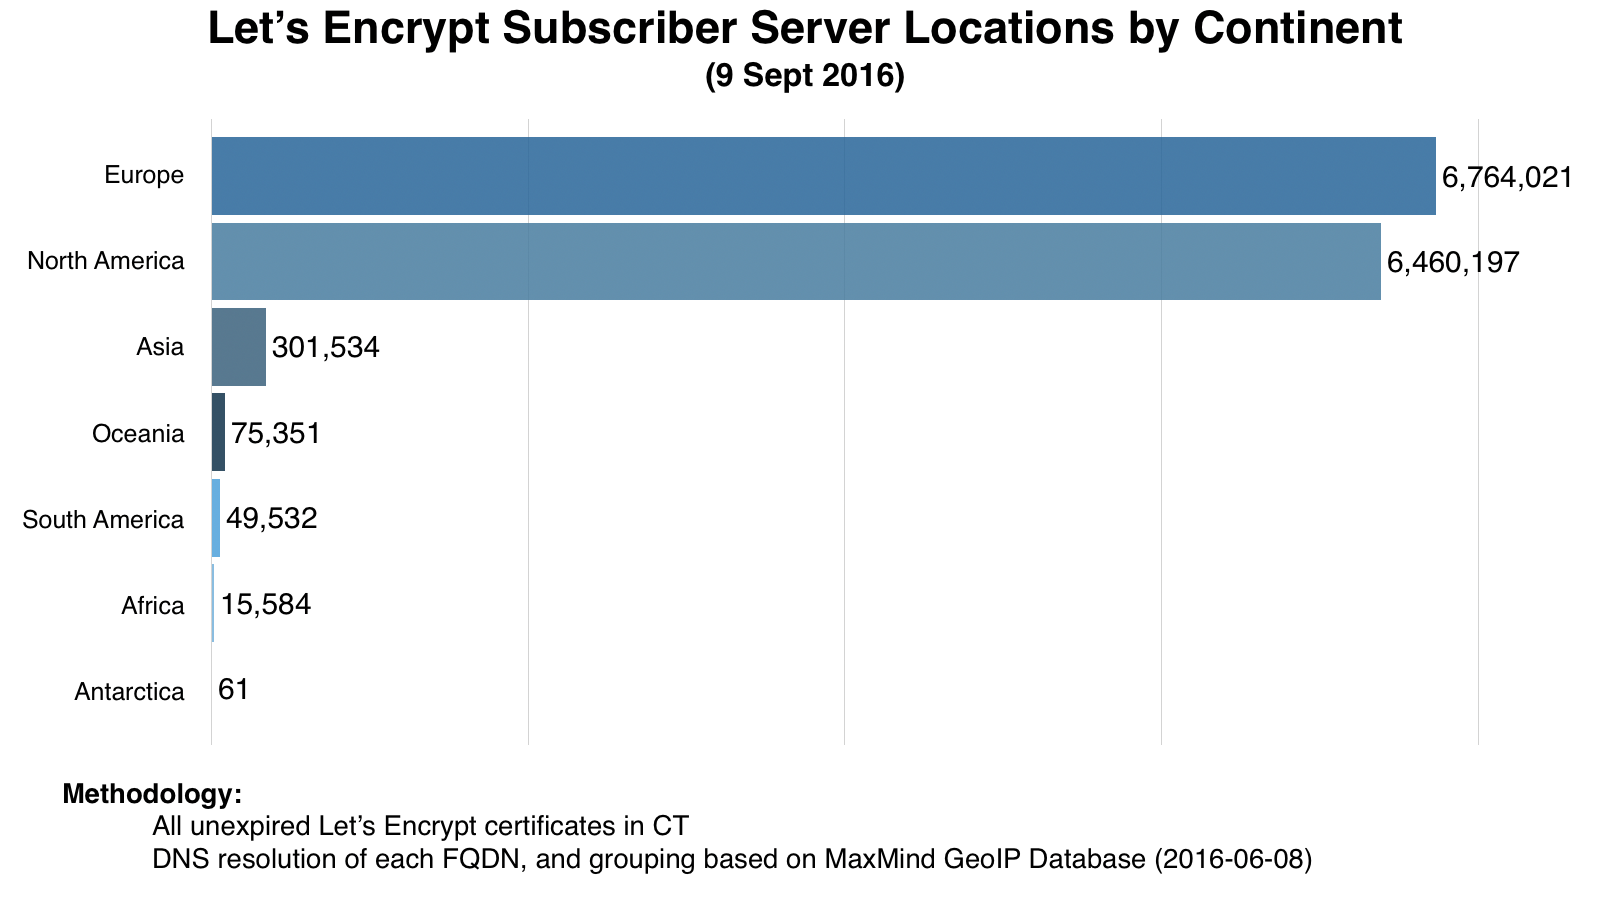 Let’s Encrypt Subscriber Server Locations by Continent
(9 Sept 2016)
Europe 6,764,021
North America 6,460,197
Asia 301,534
Oceania 75,351
South America 49,532
Africa 15,584
Antarctica 61
Methodology:
All unexpired Let’s Encrypt certificates in CT
DNS resolution of each FQDN, and grouping based on MaxMind GeoIP Database (2016-06-08)